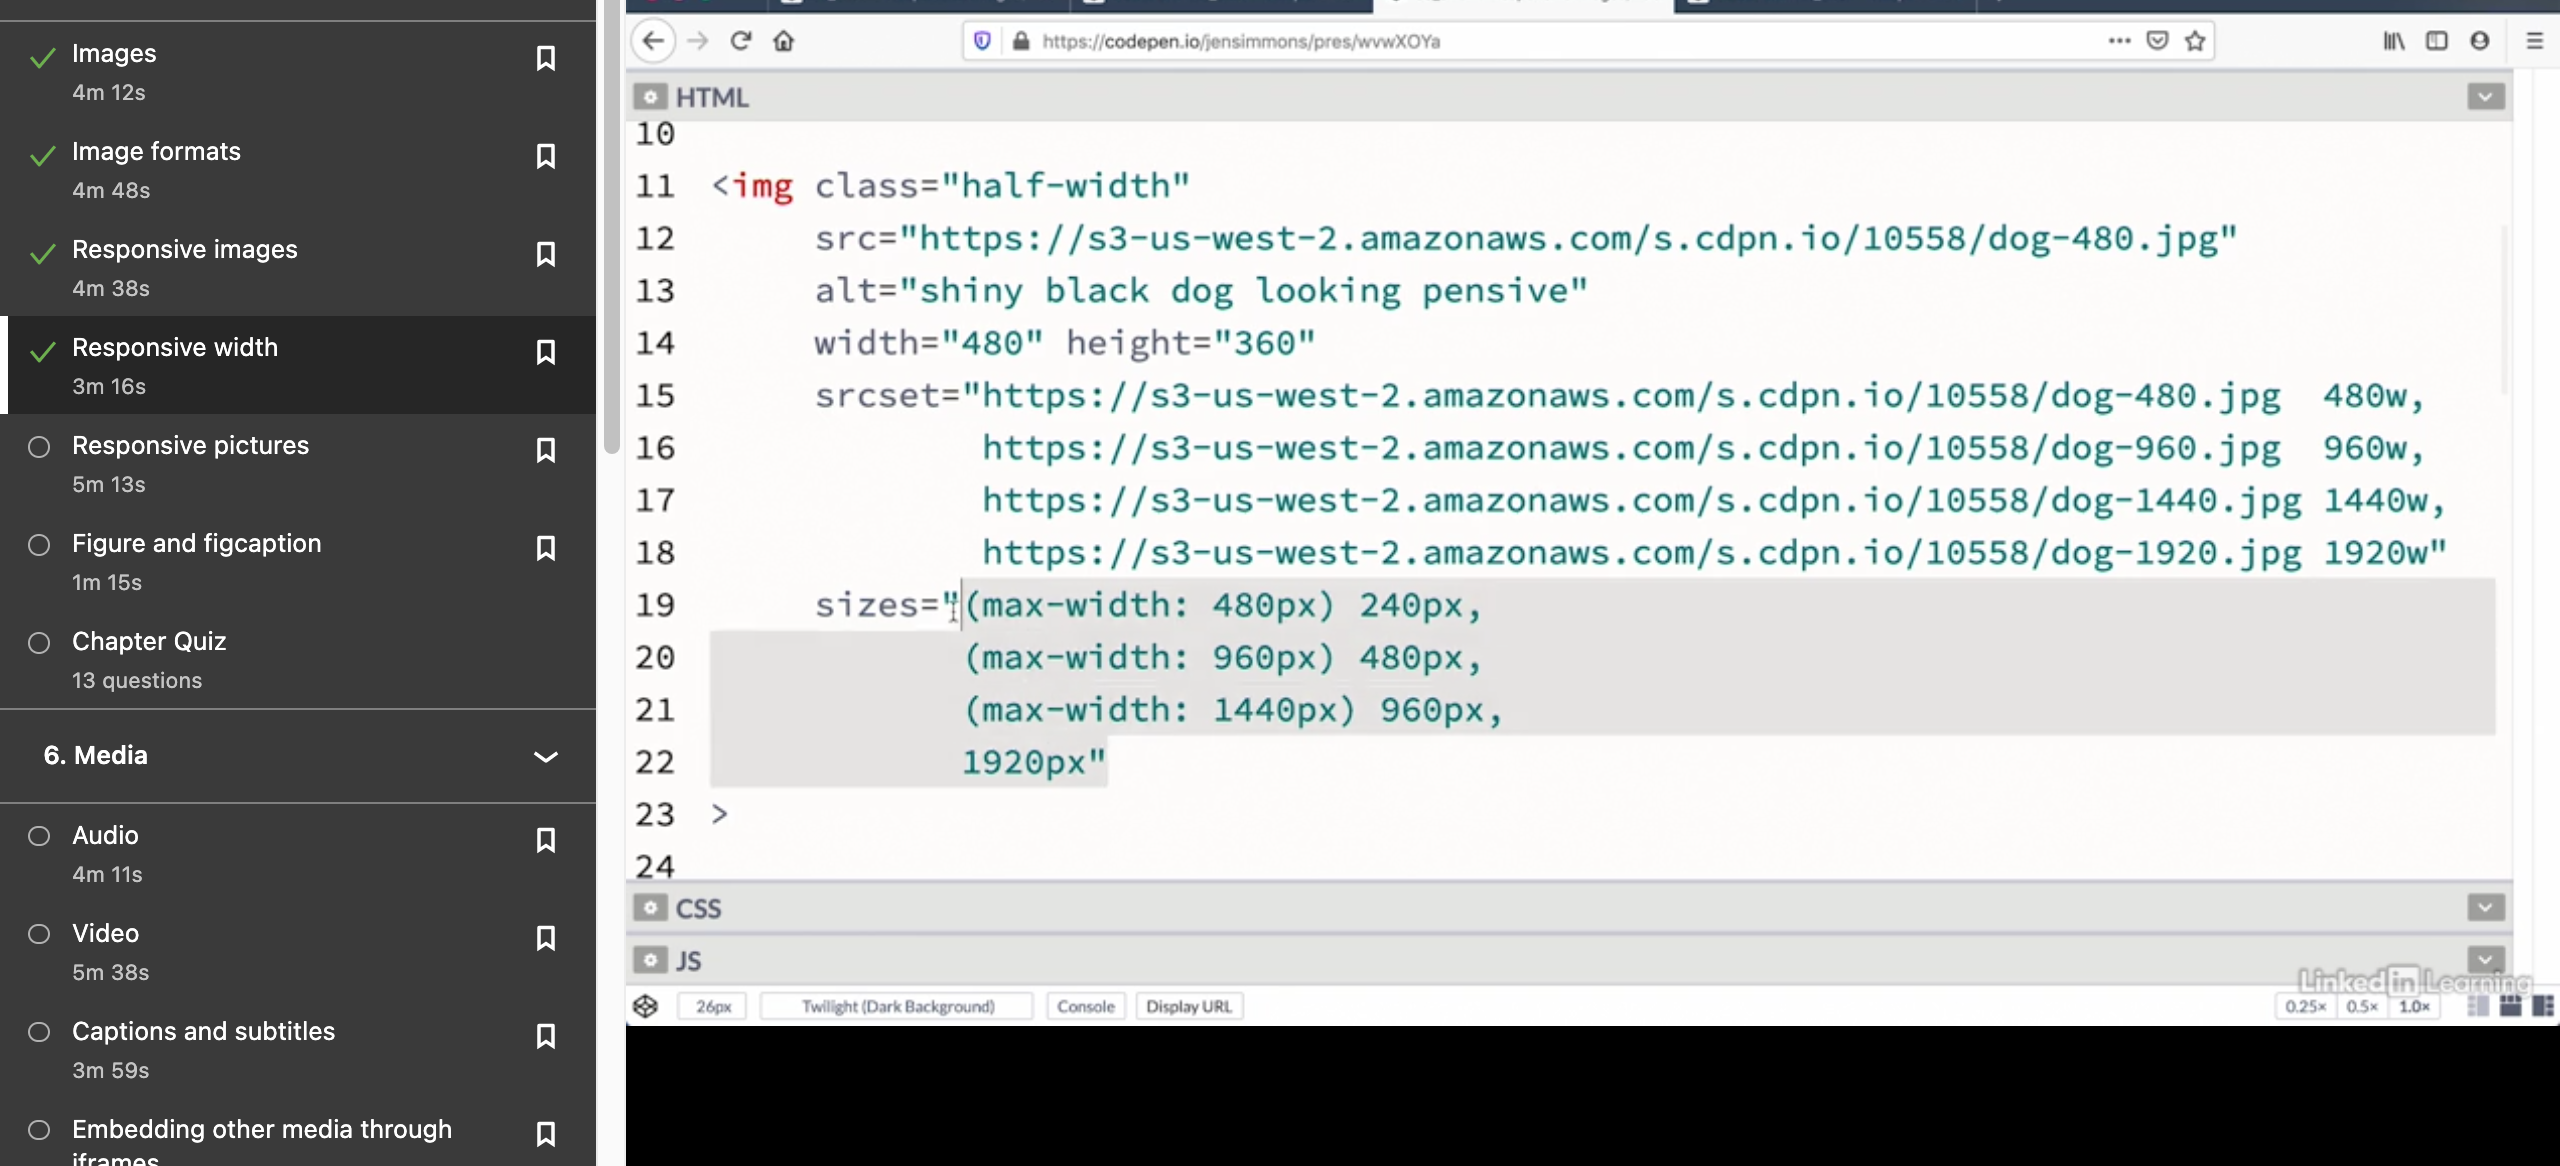 Images
4m 12s
Image formats
4m 48s
Responsive images
4m 38s
Responsive width
3m 16s
Responsive pictures
5m 13s
Figure and figcaption
1m 15s
Chapter Quiz
13 questions
6. Media
Audio
4m 11s
Video
5m 38s
Captions and subtitles
3m 59s
Embedding other media through
iframes
https://codepen.io/jensimmons/pres/wvwXOYa
HTML
10
11 <img class="half-width"
12 src="https://s3-us-west-2.amazonaws.com/s.cdpn.io/10558/dog-480.jpg"
13 alt="shiny black dog looking pensive"
14 width="480" height="360"
15 srcset="https://s3-us-west-2.amazonaws.com/s.cdpn.io/10558/dog-480.jpg 480w,
16 https://s3-us-west-2.amazonaws.com/s.cdpn.io/10558/dog-960.jpg 960w,
17 https://s3-us-west-2.amazonaws.com/s.cdpn.io/10558/dog-1440.jpg 1440w,
18 https://s3-us-west-2.amazonaws.com/s.cdpn.io/10558/dog-1920.jpg 1920w"
19 sizes="(max-width: 480px) 240px,
20 (max-width: 960px) 480px,
21 (max-width: 1440px) 960px,
22 1920px"
23 >
24
CSS
JS
LinkedIn Learning
26px Twilight (Dark Background) Console Display URL 0.25× 0.5× 1.0×